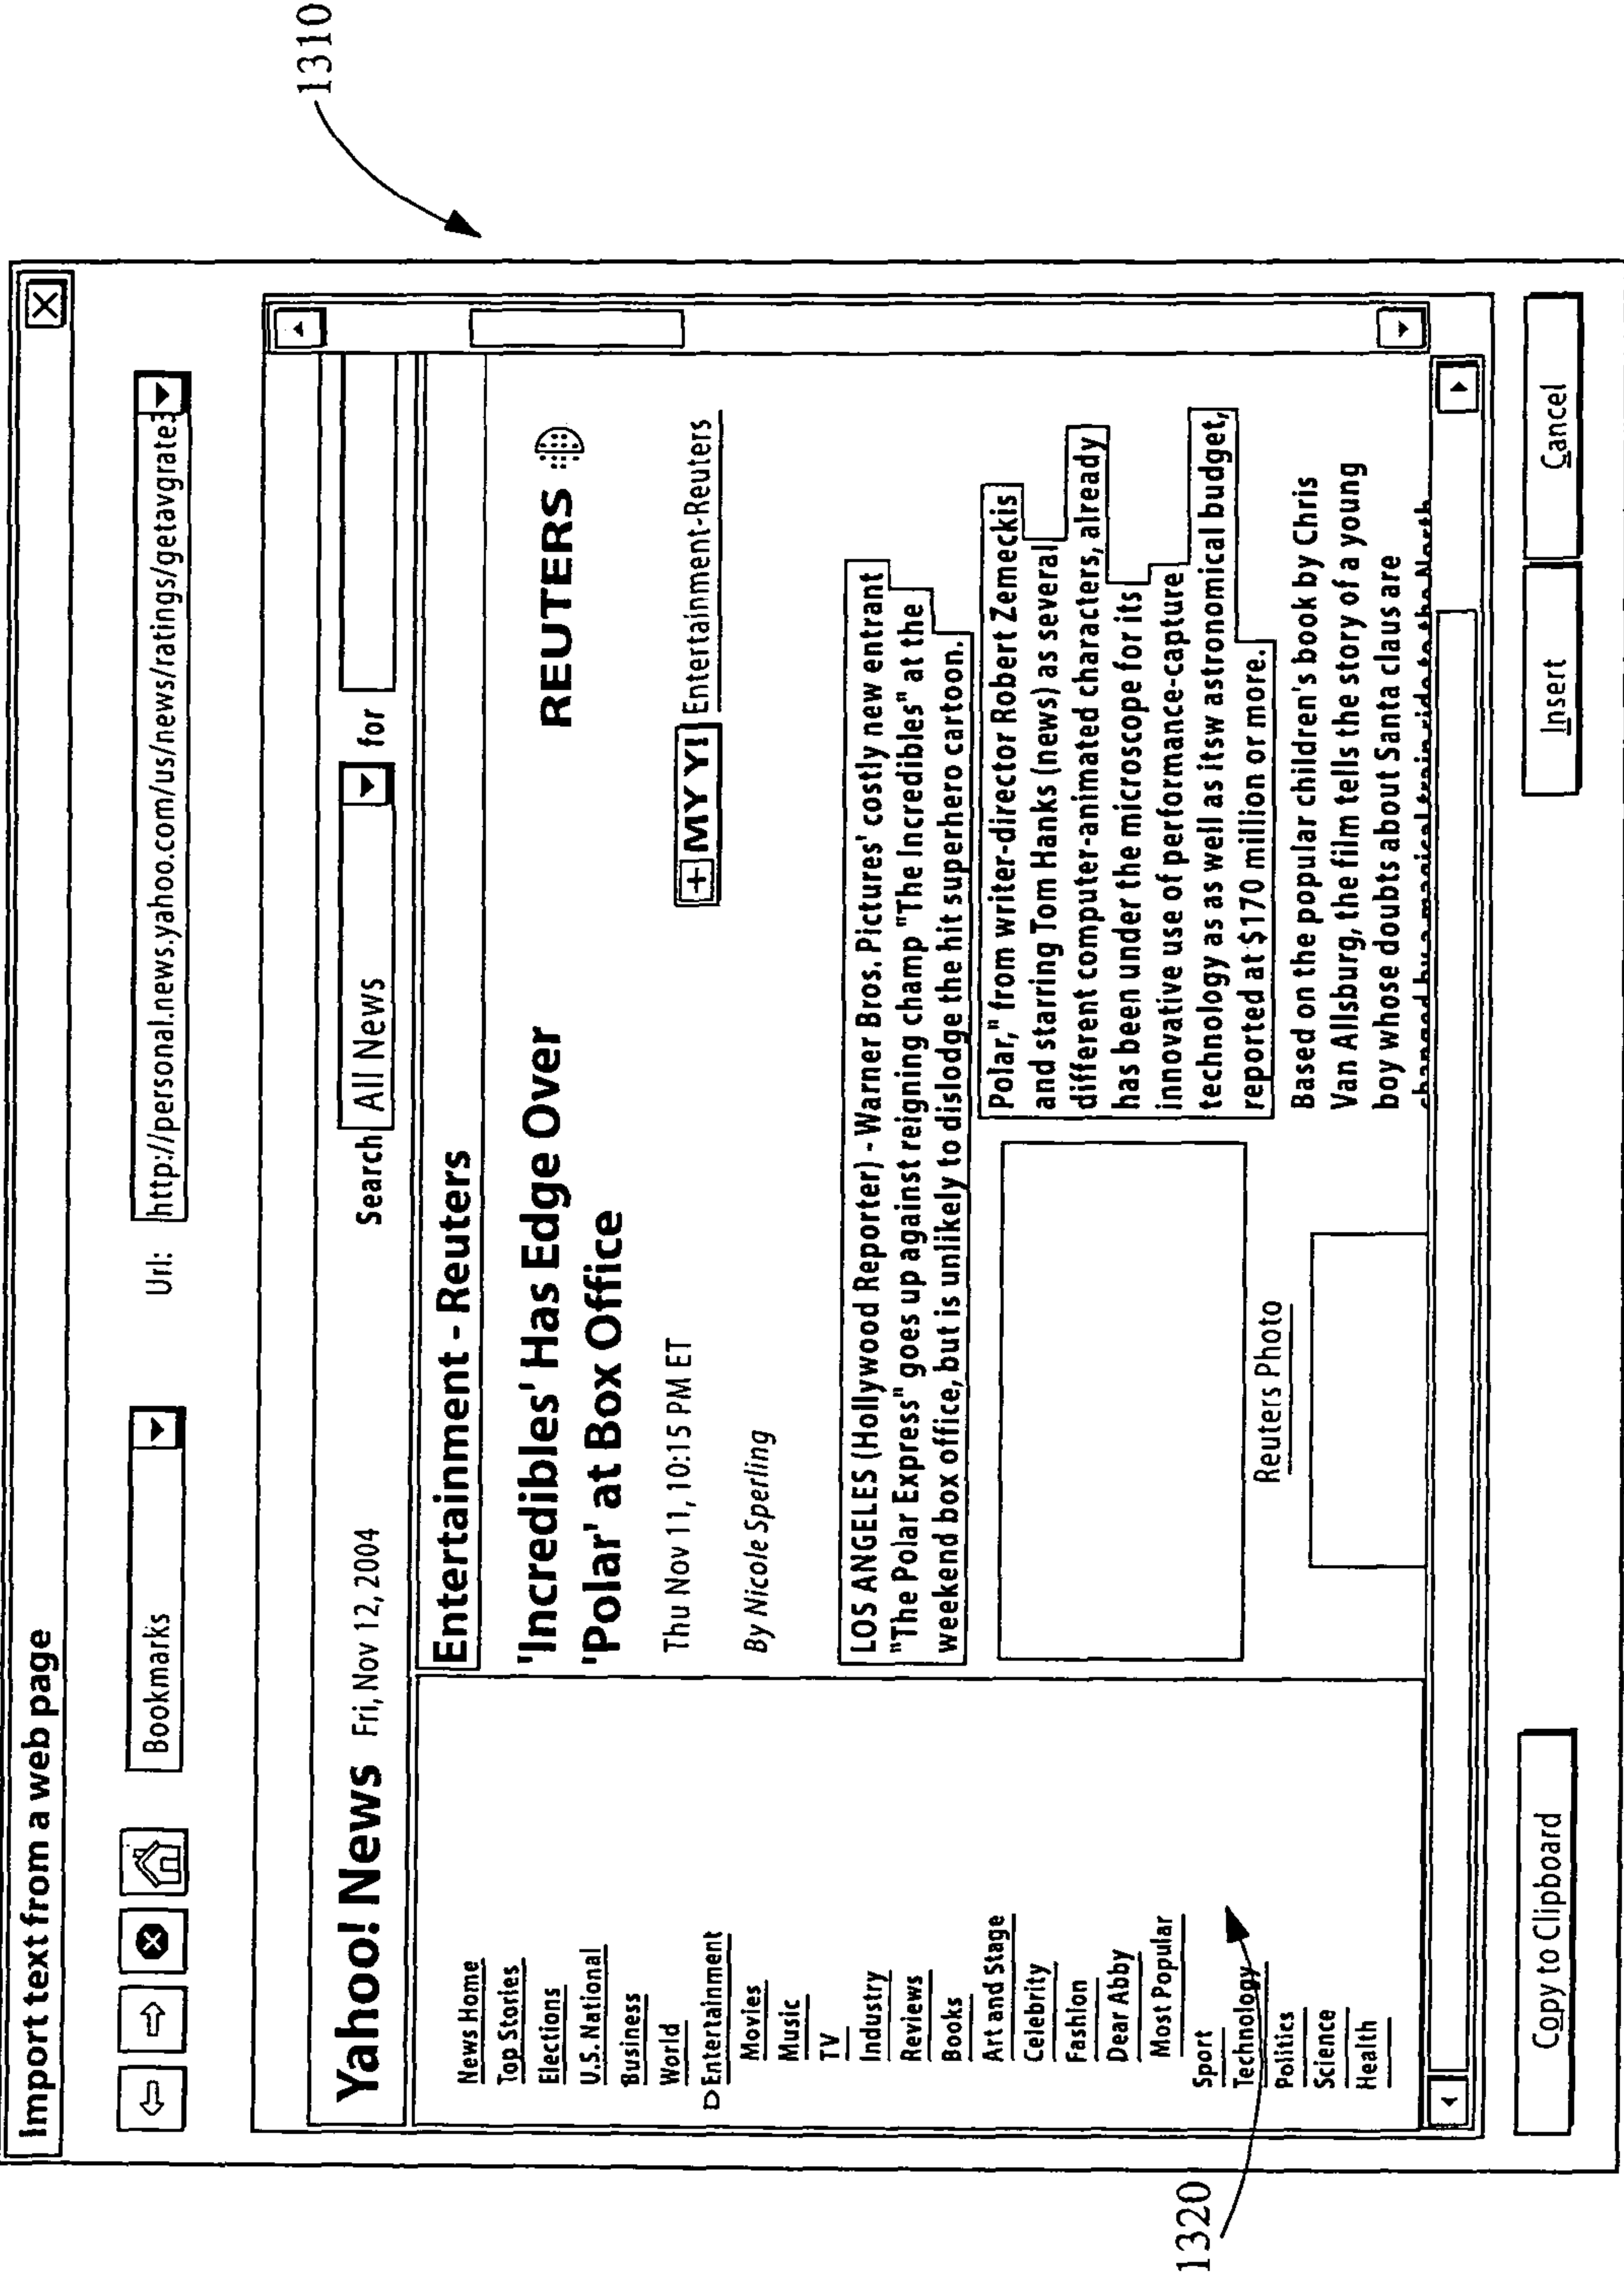 1310
Import text from a web page
Bookmarks
Url: http://personal.news.yahoo.com/us/news/ratings/getavgrate3
Yahoo! News Fri, Nov 12, 2004
Search All News for
News Home
Top Stories
Elections
U.S. National
Business
World
Entertainment
Movies
Music
TV
Industry
Reviews
Books
Art and Stage
Celebrity
Fashion
Dear Abby
Most Popular
Sport
Technology
Politics
Science
Health
1320
Entertainment - Reuters
'Incredibles' Has Edge Over
'Polar' at Box Office
REUTERS
Thu Nov 11, 10:15 PM ET
+ MY Y! Entertainment-Reuters
By Nicole Sperling
LOS ANGELES (Hollywood Reporter) - Warner Bros. Pictures' costly new entrant
"The Polar Express" goes up against reigning champ "The Incredibles" at the
weekend box office, but is unlikely to dislodge the hit superhero cartoon.
Polar," from writer-director Robert Zemeckis
and starring Tom Hanks (news) as several
different computer-animated characters, already
has been under the microscope for its
innovative use of performance-capture
technology as as well as itsw astronomical budget,
reported at $170 million or more.
Reuters Photo
Based on the popular children's book by Chris
Van Allsburg, the film tells the story of a young
boy whose doubts about Santa claus are
changed by a magical train ride to the North
Copy to Clipboard
Insert
Cancel